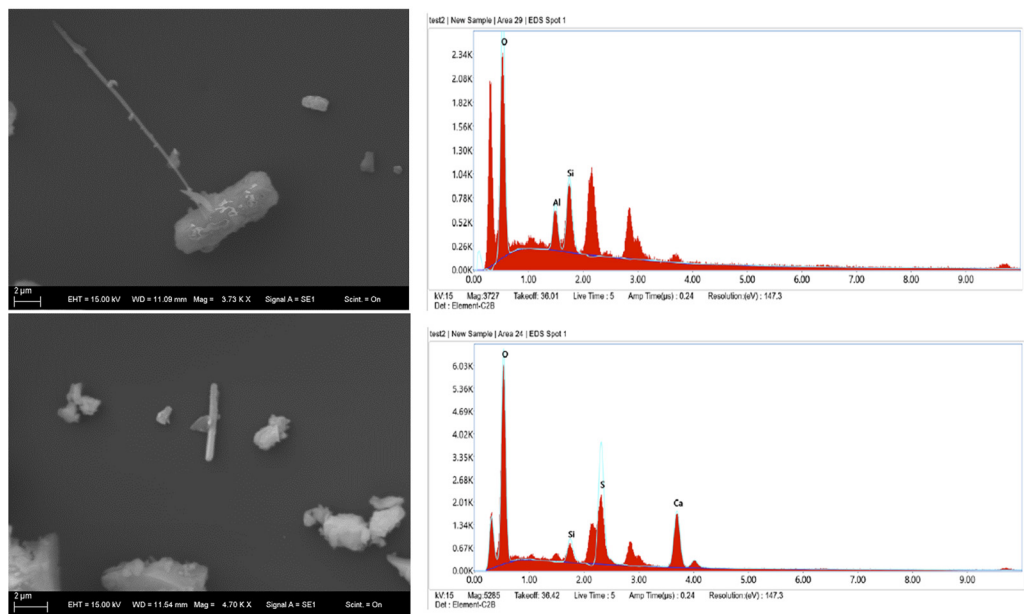 2 µm
EHT = 15.00 kV WD = 11.09 mm Mag = 3.73 K X Signal A = SE1 Scint. = On
test2 | New Sample | Area 29 | EDS Spot 1
2.34K
2.08K
1.82K
1.56K
1.30K
1.04K
0.78K
0.52K
0.26K
0.00K
O
Al
Si
0.00 1.00 2.00 3.00 4.00 5.00 6.00 7.00 8.00 9.00
kV:15 Mag:3727 Takeoff: 36.01 Live Time : 5 Amp Time(µs) : 0.24 Resolution:(eV) : 147.3
Det : Element-C2B
2 µm
EHT = 15.00 kV WD = 11.54 mm Mag = 4.70 K X Signal A = SE1 Scint. = On
test2 | New Sample | Area 24 | EDS Spot 1
6.03K
5.36K
4.69K
4.02K
3.35K
2.68K
2.01K
1.34K
0.67K
0.00K
O
Si
S
Ca
0.00 1.00 2.00 3.00 4.00 5.00 6.00 7.00 8.00 9.00
kV:15 Mag:5285 Takeoff: 36.42 Live Time : 5 Amp Time(µs) : 0.24 Resolution:(eV) : 147.3
Det : Element-C2B